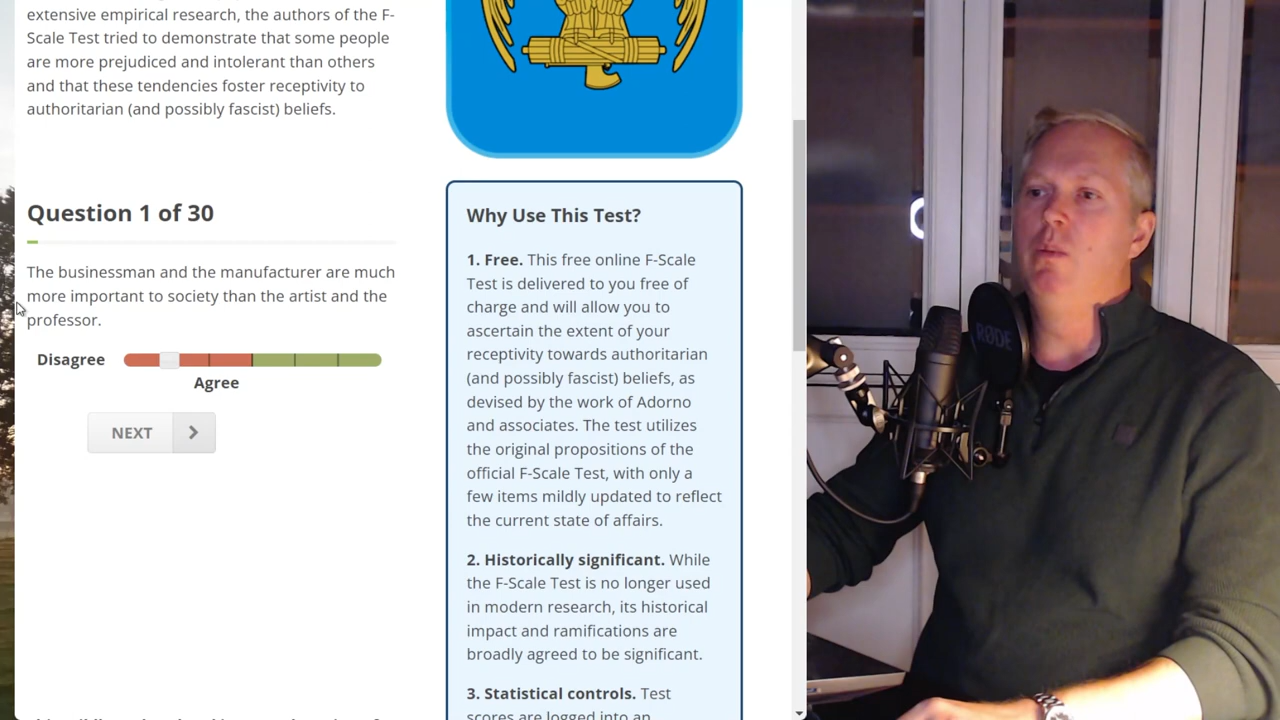 extensive empirical research, the authors of the F-
Scale Test tried to demonstrate that some people
are more prejudiced and intolerant than others
and that these tendencies foster receptivity to
authoritarian (and possibly fascist) beliefs.
Question 1 of 30
The businessman and the manufacturer are much
more important to society than the artist and the
professor.
Disagree
Agree
NEXT
Why Use This Test?
1. Free. This free online F-Scale
Test is delivered to you free of
charge and will allow you to
ascertain the extent of your
receptivity towards authoritarian
(and possibly fascist) beliefs, as
devised by the work of Adorno
and associates. The test utilizes
the original propositions of the
official F-Scale Test, with only a
few items mildly updated to reflect
the current state of affairs.
2. Historically significant. While
the F-Scale Test is no longer used
in modern research, its historical
impact and ramifications are
broadly agreed to be significant.
3. Statistical controls. Test
scores are logged into an
RØDE